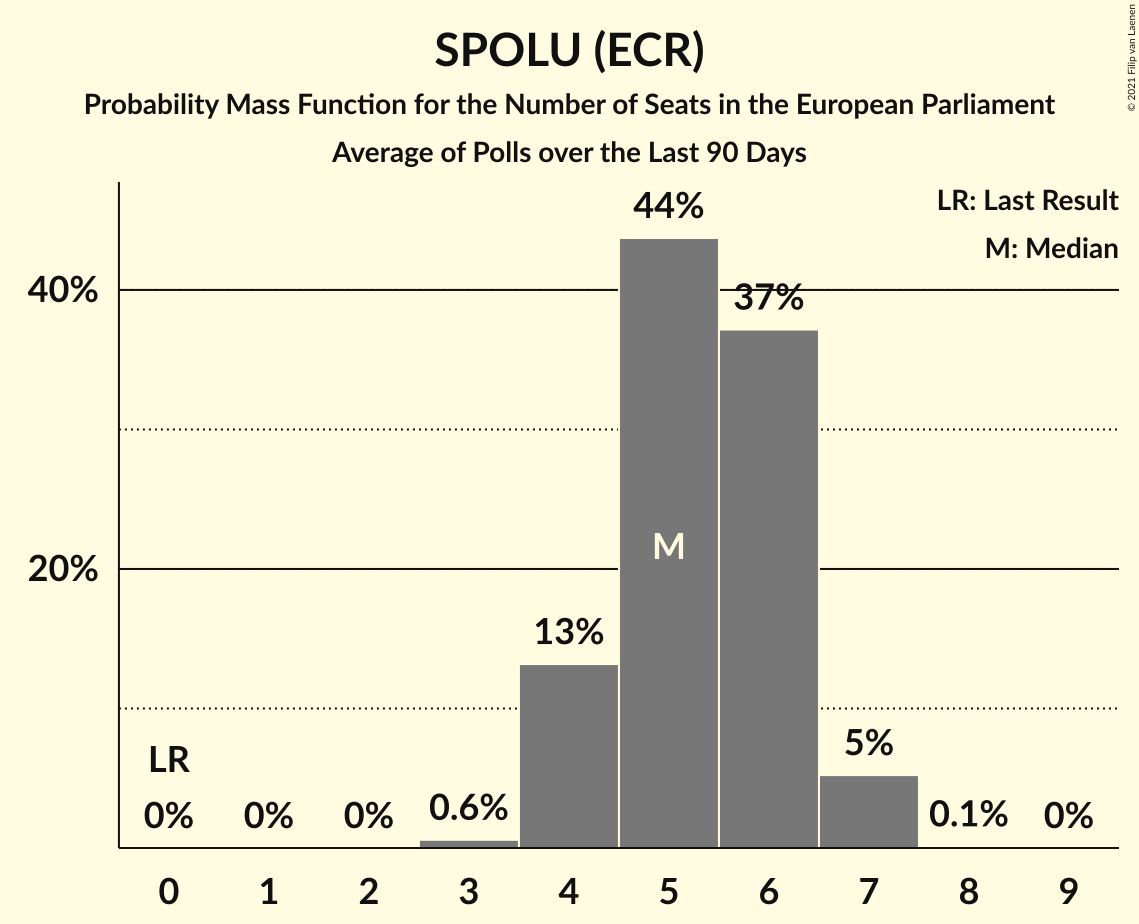 SPOLU (ECR)
Probability Mass Function for the Number of Seats in the European Parliament
Average of Polls over the Last 90 Days
© 2021 Filip van Laenen
LR: Last Result
M: Median
44%
40%
37%
M
20%
13%
5%
LR
0% 0% 0% 0.6% 0.1% 0%
0 1 2 3 4 5 6 7 8 9